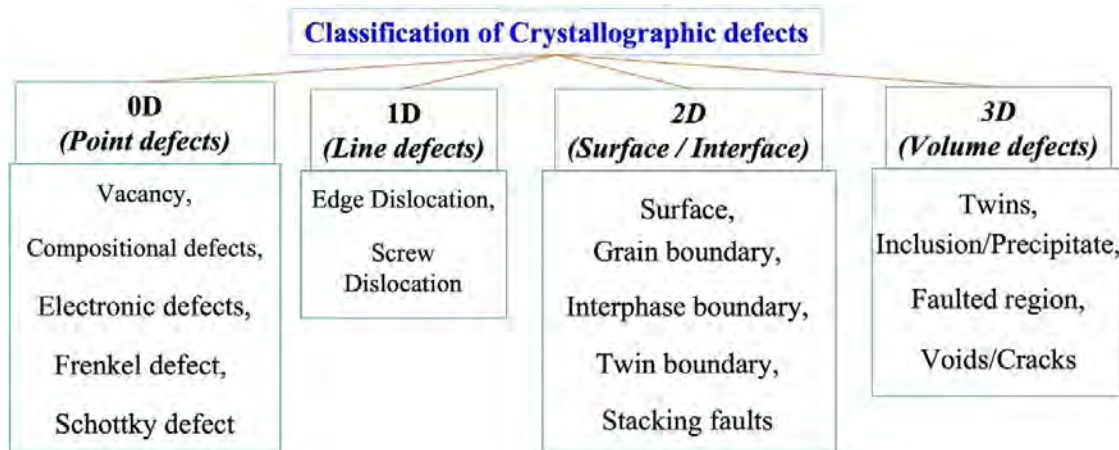 Classification of Crystallographic defects
0D
(Point defects)
Vacancy,
Compositional defects,
Electronic defects,
Frenkel defect,
Schottky defect
1D
(Line defects)
Edge Dislocation,
Screw
Dislocation
2D
(Surface / Interface)
Surface,
Grain boundary,
Interphase boundary,
Twin boundary,
Stacking faults
3D
(Volume defects)
Twins,
Inclusion/Precipitate,
Faulted region,
Voids/Cracks